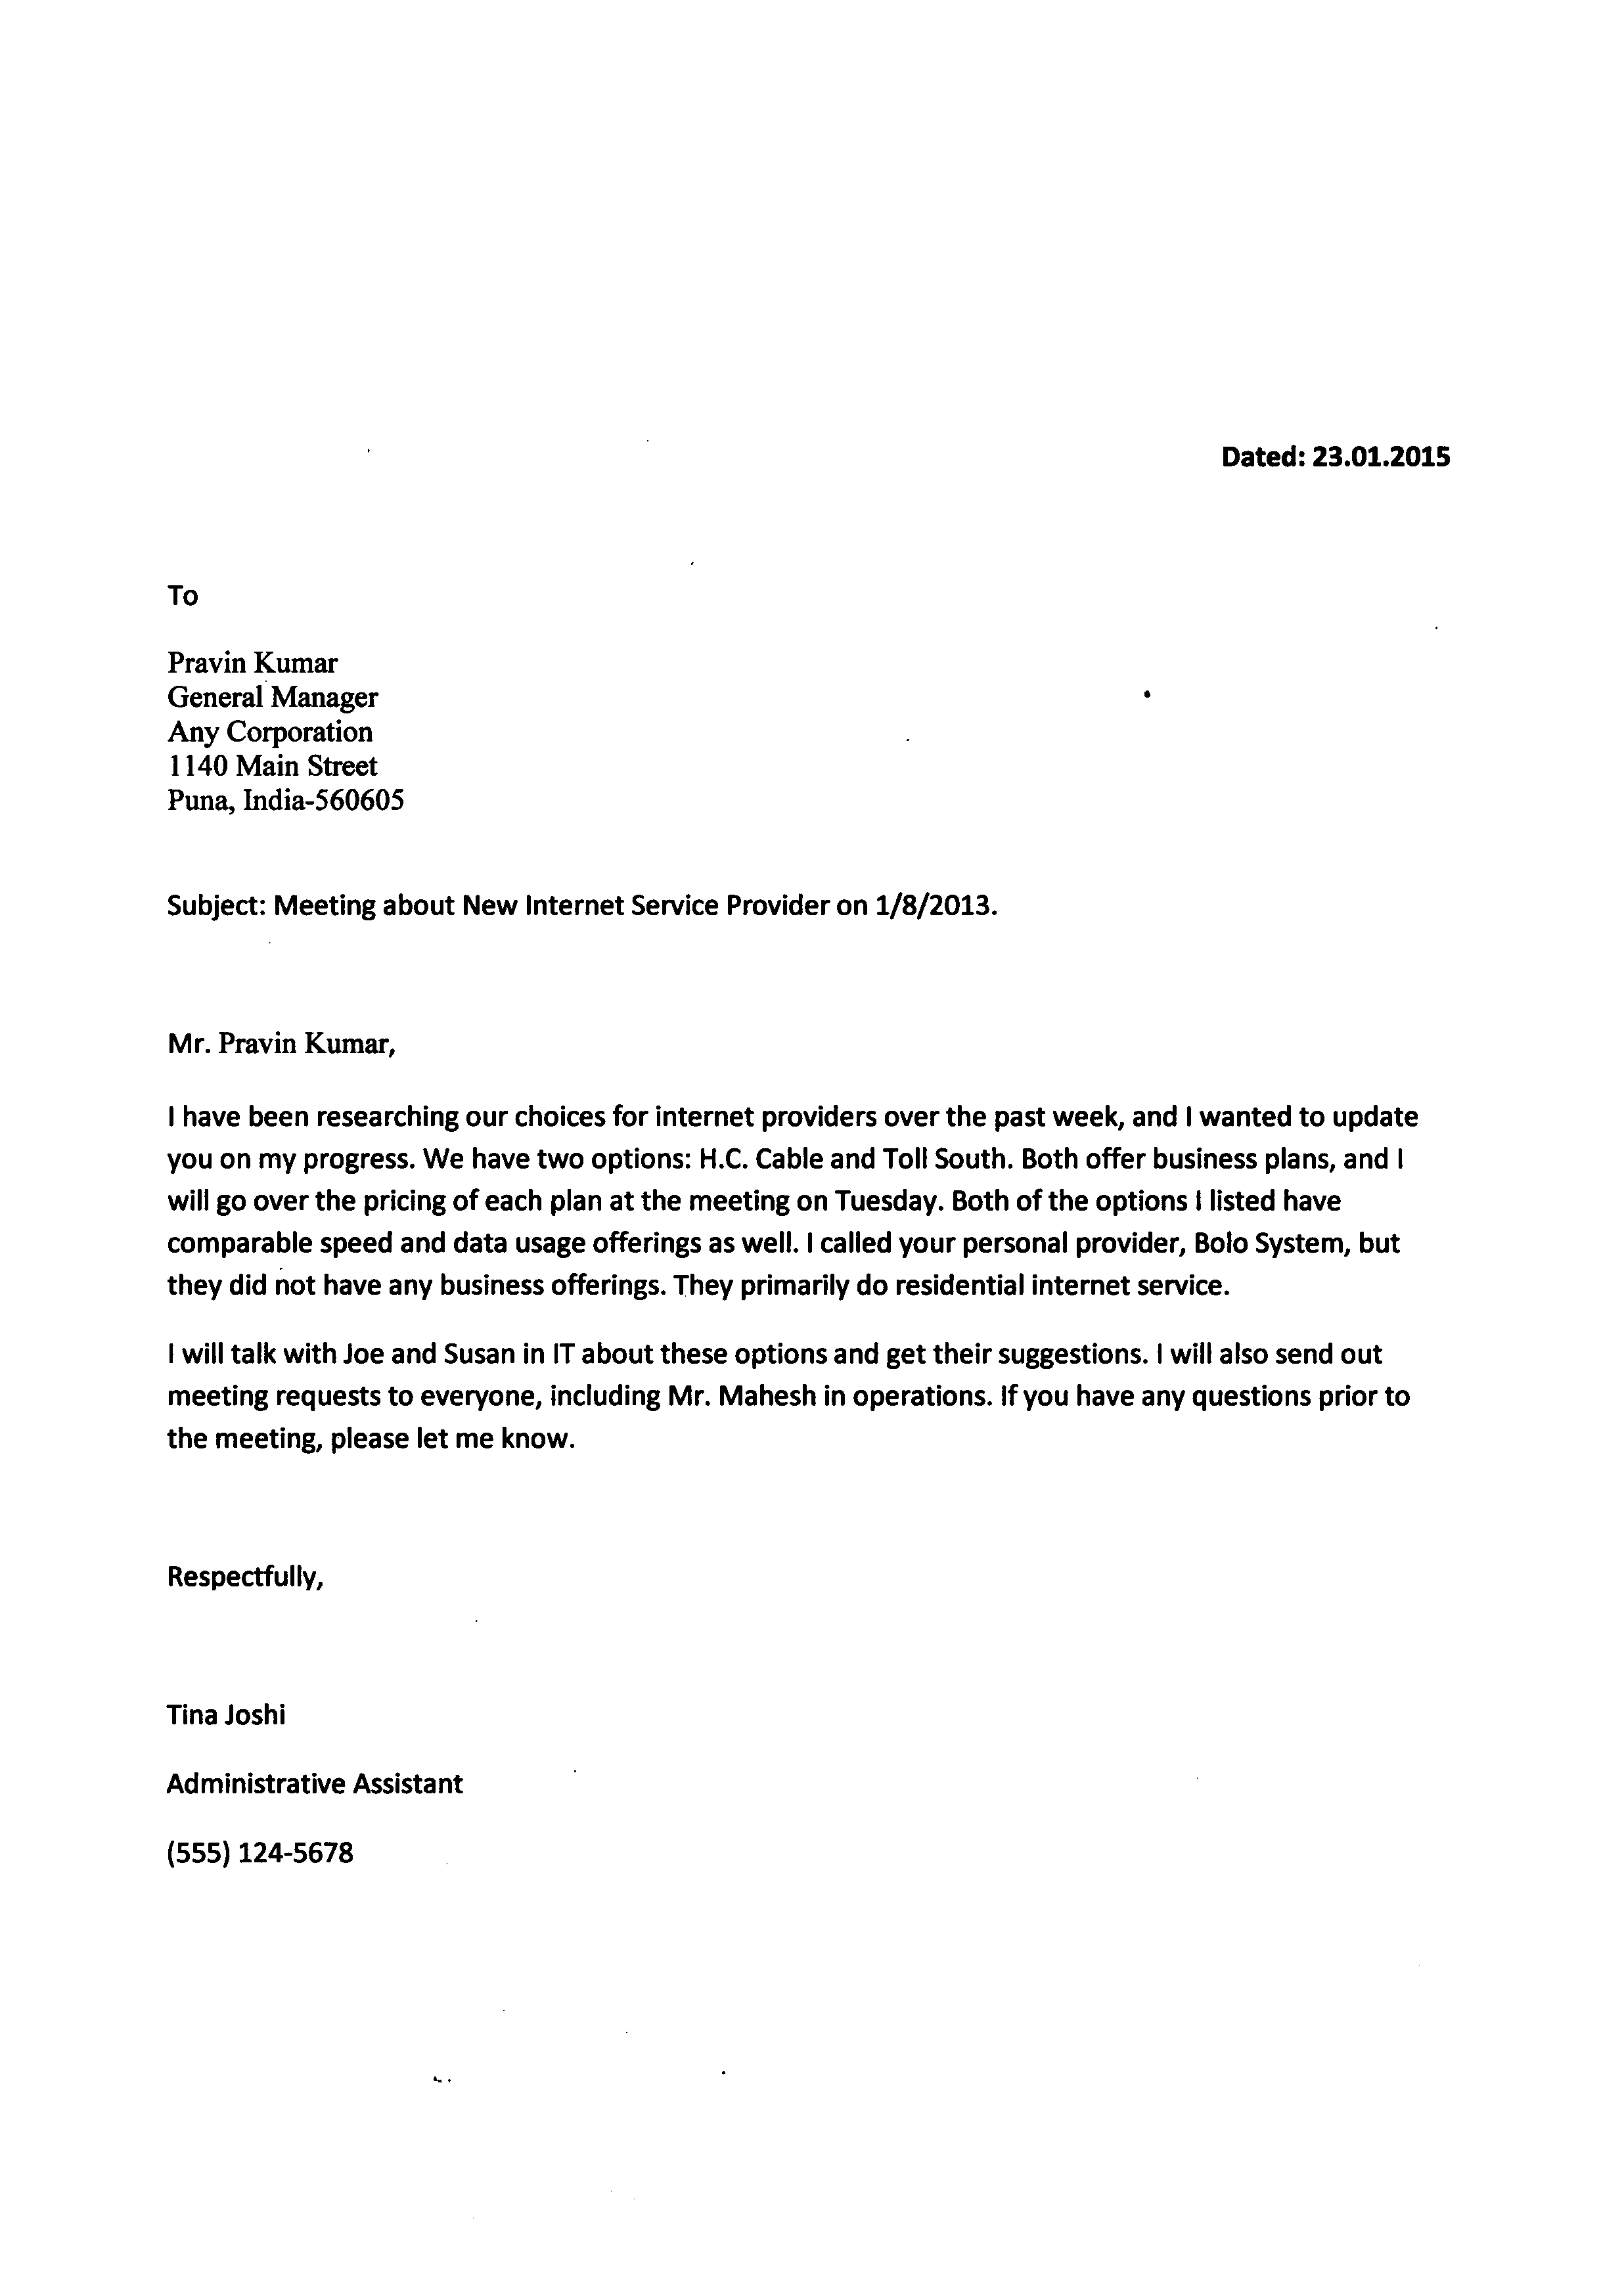 Dated: 23.01.2015
To
Pravin Kumar
General Manager
Any Corporation
1140 Main Street
Puna, India-560605
Subject: Meeting about New Internet Service Provider on 1/8/2013.
Mr. Pravin Kumar,
I have been researching our choices for internet providers over the past week, and I wanted to update
you on my progress. We have two options: H.C. Cable and Toll South. Both offer business plans, and I
will go over the pricing of each plan at the meeting on Tuesday. Both of the options I listed have
comparable speed and data usage offerings as well. I called your personal provider, Bolo System, but
they did not have any business offerings. They primarily do residential internet service.
I will talk with Joe and Susan in IT about these options and get their suggestions. I will also send out
meeting requests to everyone, including Mr. Mahesh in operations. If you have any questions prior to
the meeting, please let me know.
Respectfully,
Tina Joshi
Administrative Assistant
(555) 124-5678